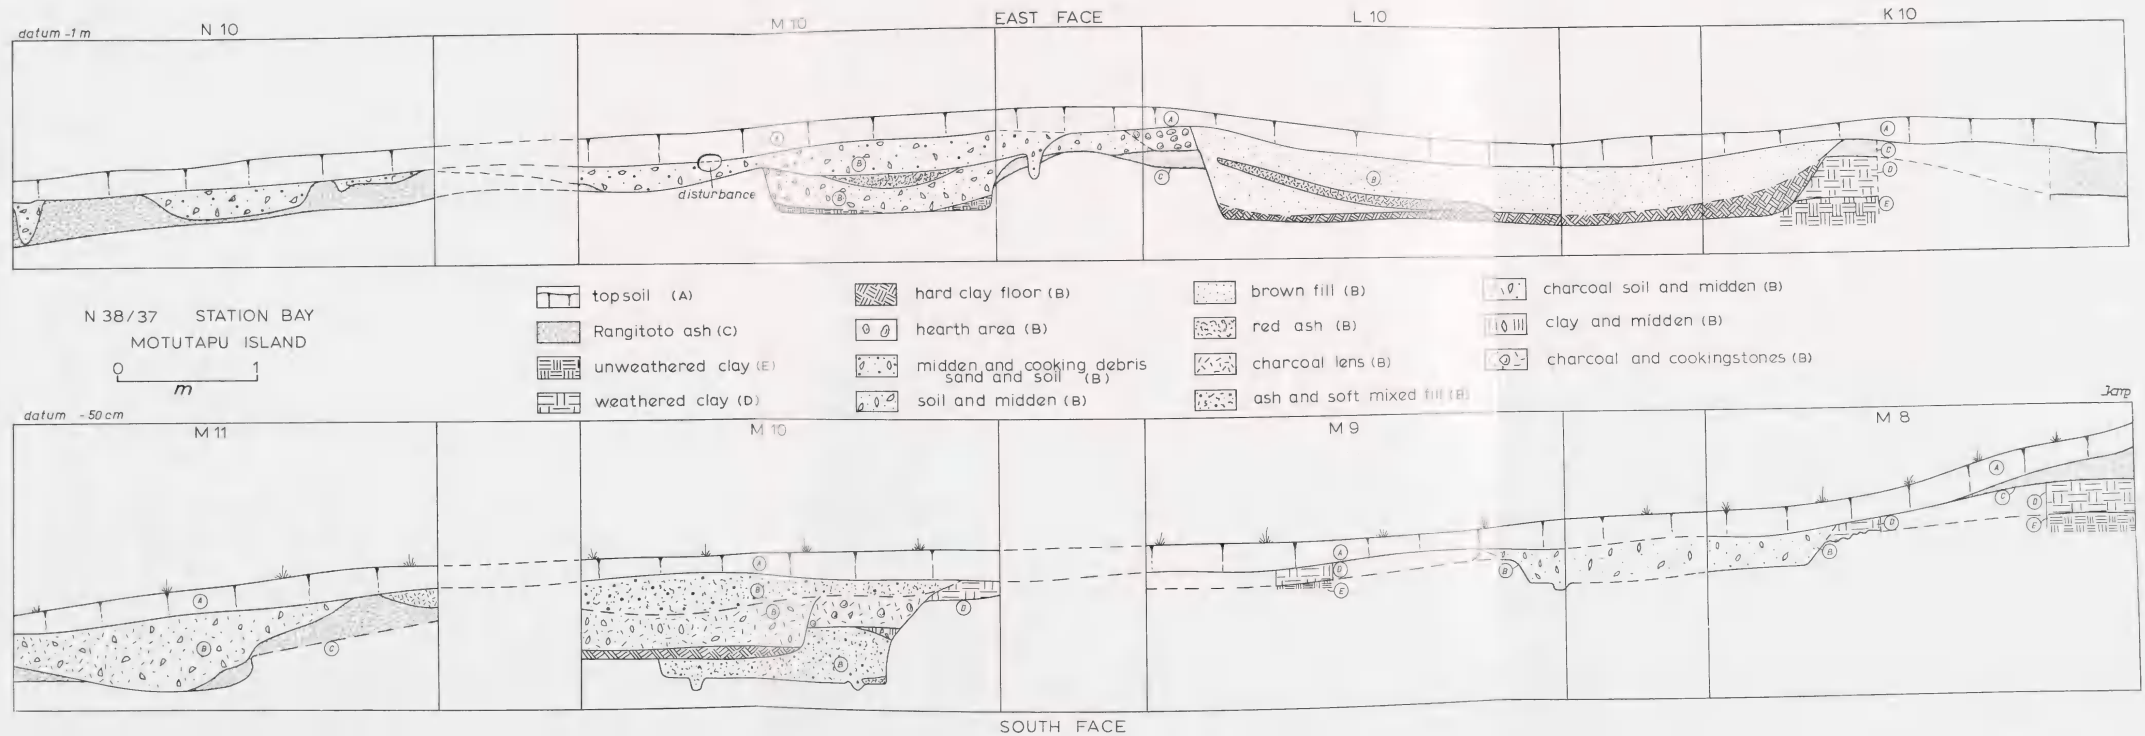 EAST FACE
N 10
M 10
L 10
K 10
datum -1 m
A
B
B
disturbance
A
C
B
A
C
D
E
N 38/37 STATION BAY
MOTUTAPU ISLAND
0 1
m
topsoil (A)
Rangitoto ash (C)
unweathered clay (E)
weathered clay (D)
hard clay floor (B)
hearth area (B)
midden and cooking debris
sand and soil (B)
soil and midden (B)
brown fill (B)
red ash (B)
charcoal lens (B)
ash and soft mixed fill (B)
charcoal soil and midden (B)
clay and midden (B)
charcoal and cookingstones (B)
datum -50 cm
M 11
M 10
M 9
M 8
A
B
C
A
B
B
D
B
A
D
E
B
B
D
A
C
D
E
SOUTH FACE